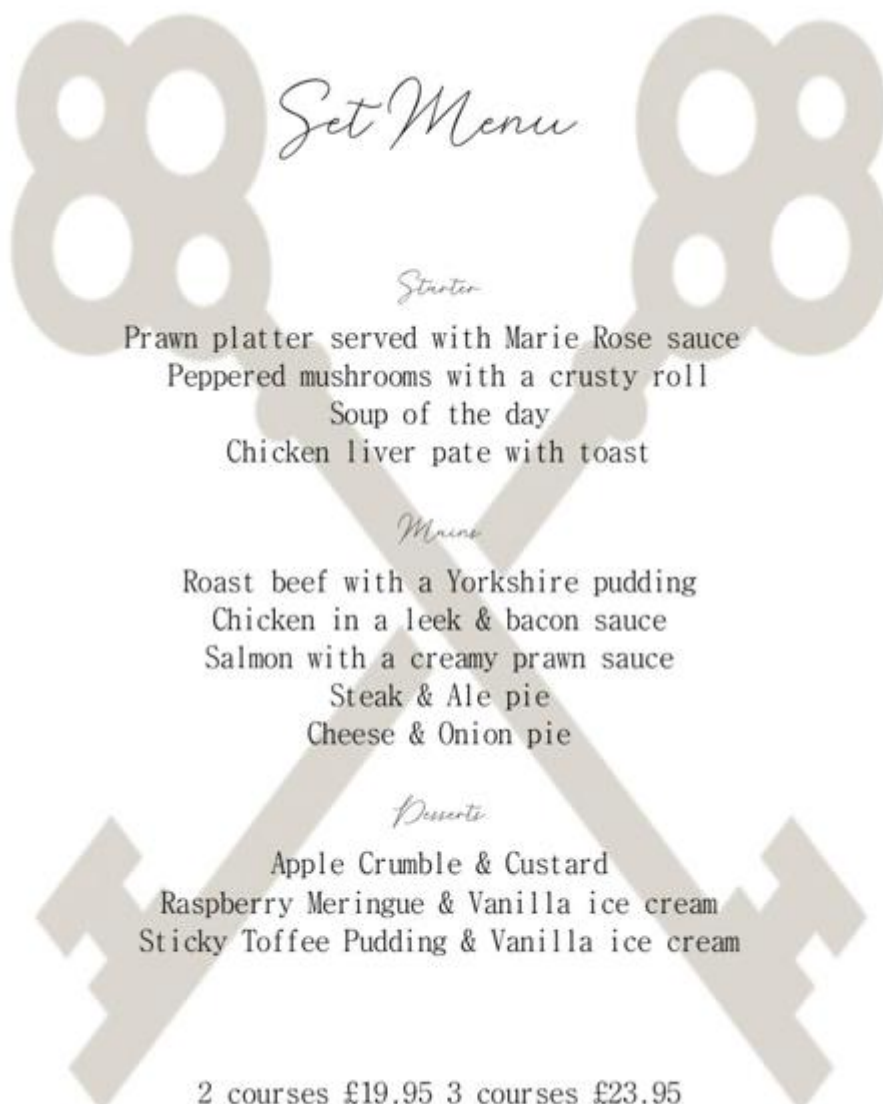 Set Menu
Starter
Prawn platter served with Marie Rose sauce
Peppered mushrooms with a crusty roll
Soup of the day
Chicken liver pate with toast
Mains
Roast beef with a Yorkshire pudding
Chicken in a leek & bacon sauce
Salmon with a creamy prawn sauce
Steak & Ale pie
Cheese & Onion pie
Desserts
Apple Crumble & Custard
Raspberry Meringue & Vanilla ice cream
Sticky Toffee Pudding & Vanilla ice cream
2 courses £19.95 3 courses £23.95